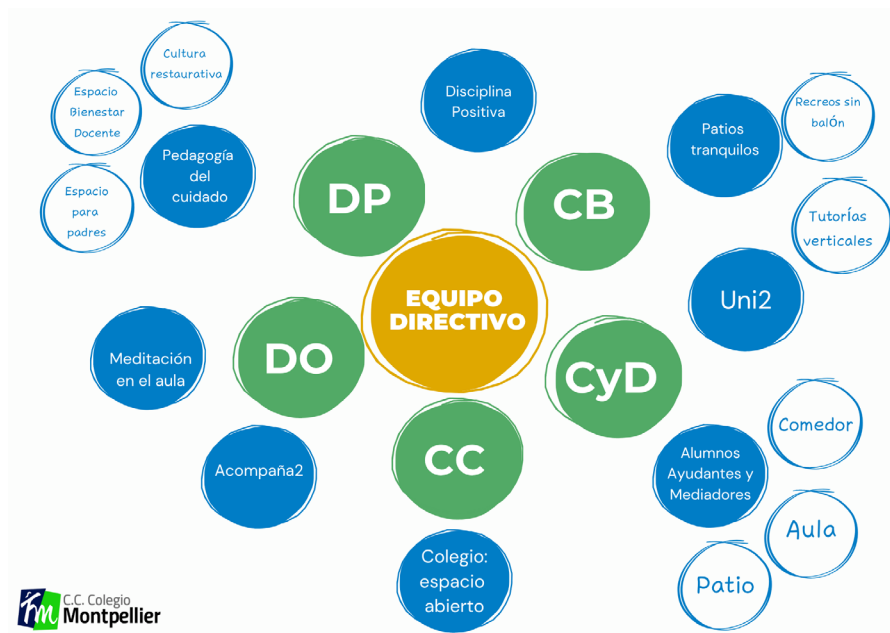 Cultura
restaurativa
Espacio
Bienestar
Docente
Espacio
para
padres
Pedagogía
del
cuidado
Disciplina
Positiva
Patios
tranquilos
Recreos sin
balón
Tutorías
verticales
Uni2
DP
CB
EQUIPO
DIRECTIVO
DO
CyD
CC
Meditación
en el aula
Acompaña2
Colegio:
espacio
abierto
Alumnos
Ayudantes y
Mediadores
Comedor
Aula
Patio
fm
C.C. Colegio
Montpellier